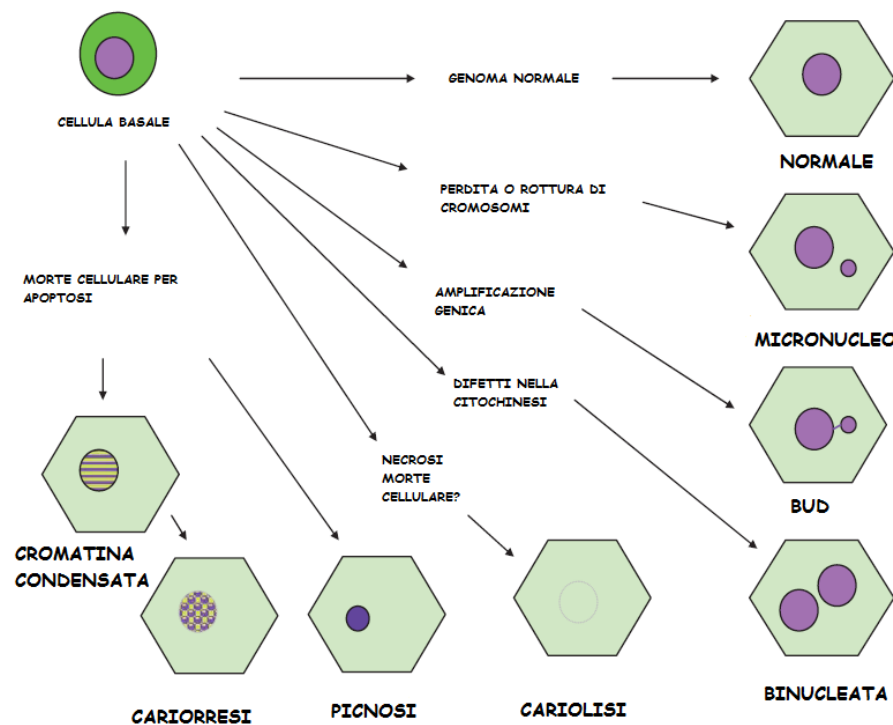 CELLULA BASALE
GENOMA NORMALE
NORMALE
PERDITA O ROTTURA DI
CROMOSOMI
MICRONUCLEO
MORTE CELLULARE PER
APOPTOSI
AMPLIFICAZIONE
GENICA
BUD
DIFETTI NELLA
CITOCHINESI
BINUCLEATA
NECROSI
MORTE
CELLULARE?
CROMATINA
CONDENSATA
CARIORRESI
PICNOSI
CARIOLISI